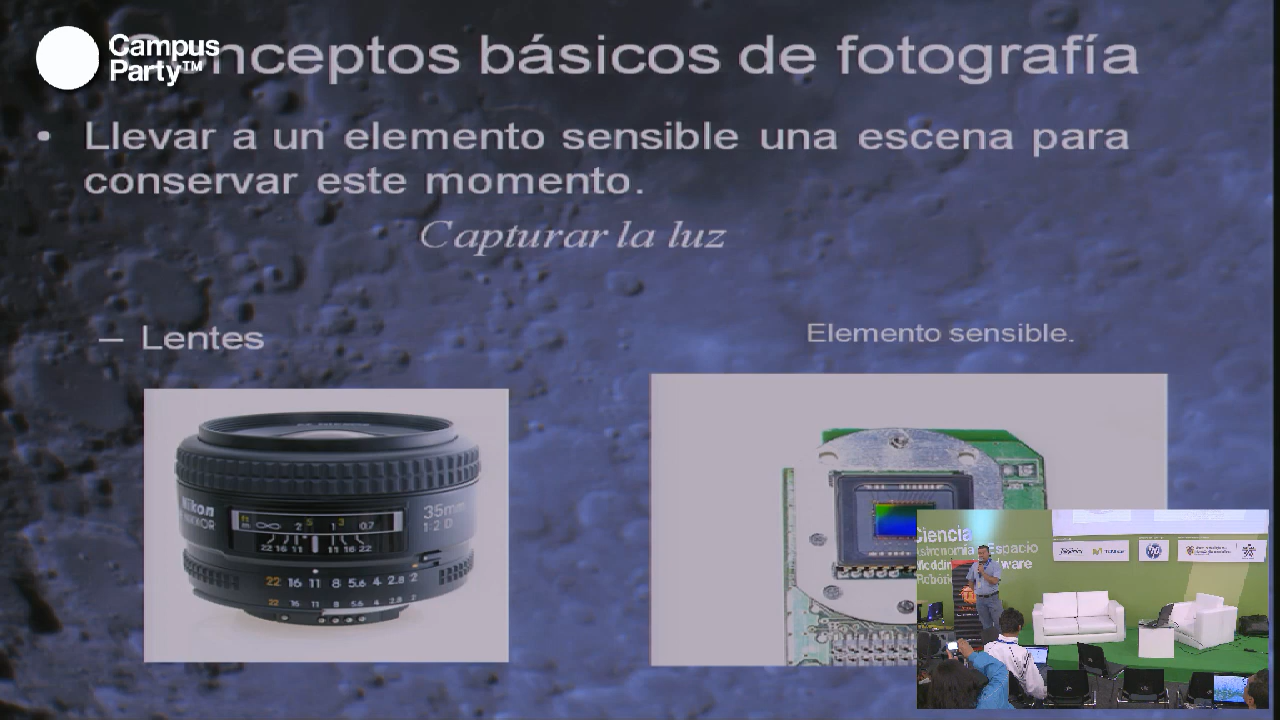 Campus
Party™
Conceptos básicos de fotografía
• Llevar a un elemento sensible una escena para
conservar este momento.
Capturar la luz
– Lentes
Elemento sensible.
Nikon
35mm
1:2 D
22 16 11 8 5.6 4 2.8 2
22 16 11 8 5.6 4 2.8 2
Ciencia
hp